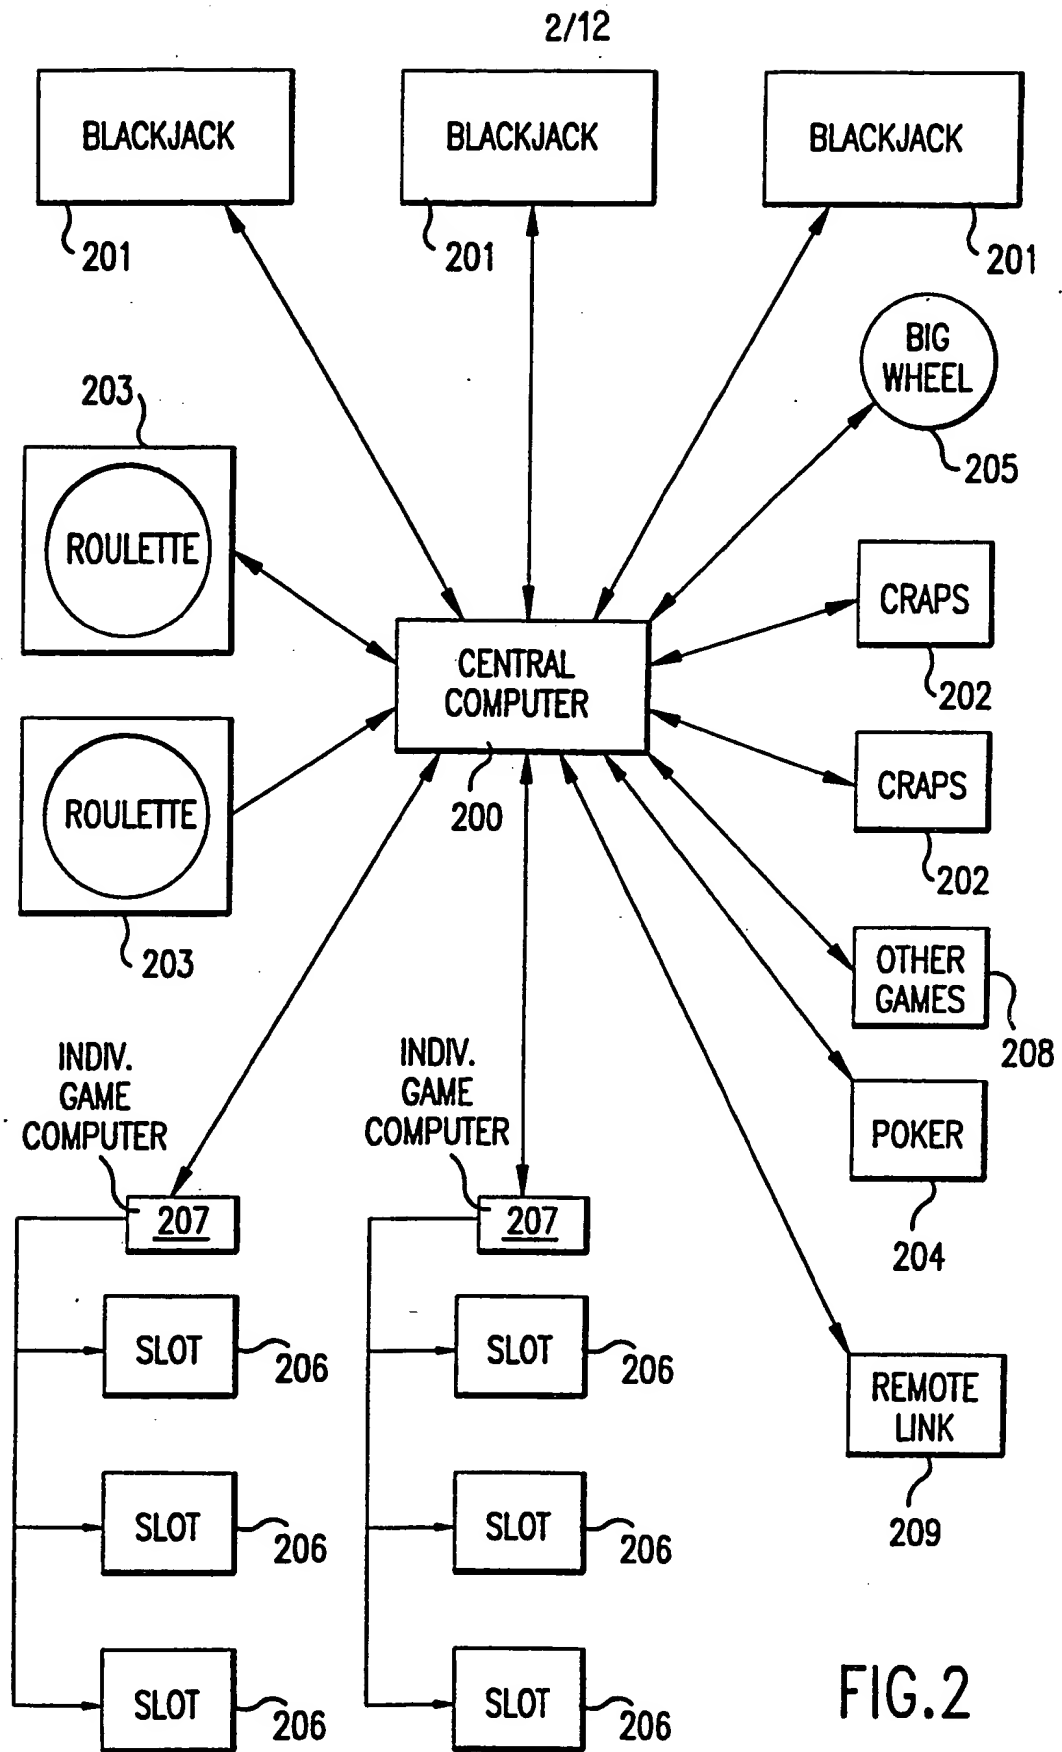 2/12
BLACKJACK
BLACKJACK
BLACKJACK
201
201
201
BIG
WHEEL
205
203
ROULETTE
CRAPS
202
CENTRAL
COMPUTER
200
ROULETTE
203
CRAPS
202
OTHER
GAMES
208
INDIV.
GAME
COMPUTER
207
INDIV.
GAME
COMPUTER
207
POKER
204
SLOT
206
SLOT
206
REMOTE
LINK
209
SLOT
206
SLOT
206
SLOT
206
SLOT
206
FIG.2